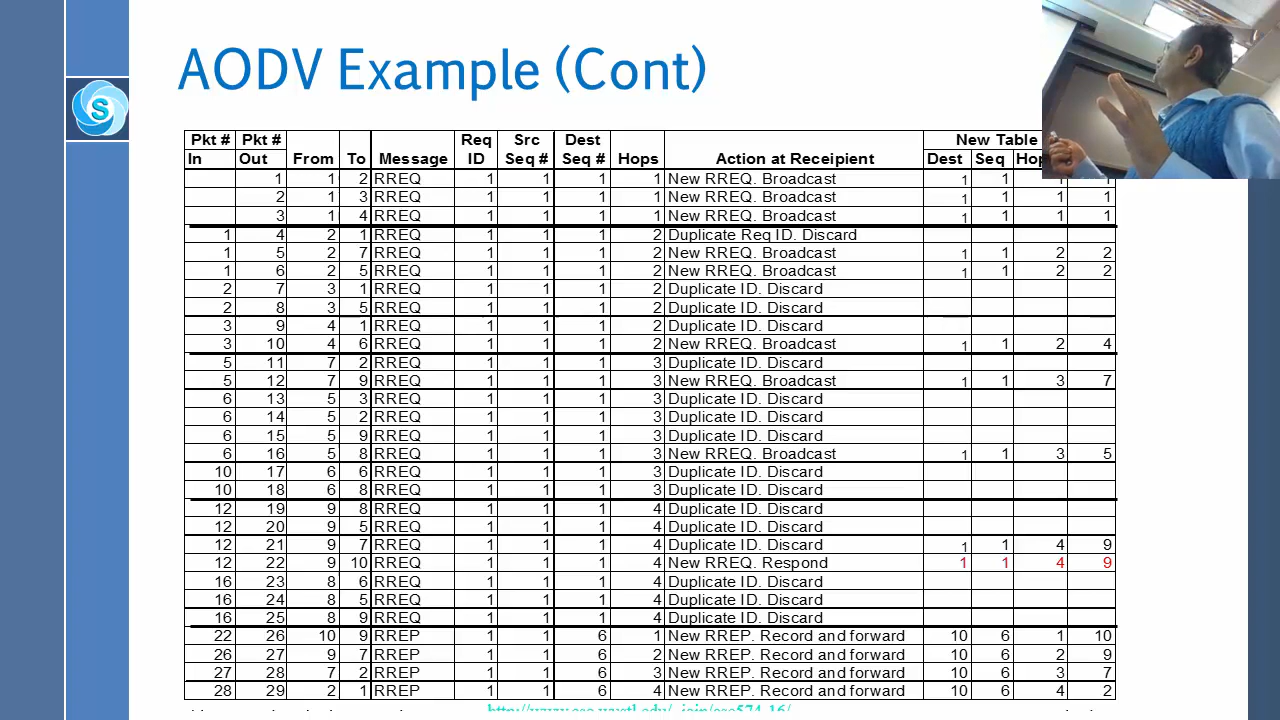 AODV Example (Cont)
S
Pkt # Pkt # Req Src Dest New Table
In Out From To Message ID Seq # Seq # Hops Action at Receipient Dest Seq
1 1 2 RREQ 1 1 1 1 New RREQ. Broadcast 1 1
2 1 3 RREQ 1 1 1 1 New RREQ. Broadcast 1 1 1 1
3 1 4 RREQ 1 1 1 1 New RREQ. Broadcast 1 1 1 1
1 4 2 1 RREQ 1 1 1 2 Duplicate Req ID. Discard
1 5 2 7 RREQ 1 1 1 2 New RREQ. Broadcast 1 1 2 2
1 6 2 5 RREQ 1 1 1 2 New RREQ. Broadcast 1 1 2 2
2 7 3 1 RREQ 1 1 1 2 Duplicate ID. Discard
2 8 3 5 RREQ 1 1 1 2 Duplicate ID. Discard
3 9 4 1 RREQ 1 1 1 2 Duplicate ID. Discard
3 10 4 6 RREQ 1 1 1 2 New RREQ. Broadcast 1 1 2 4
5 11 7 2 RREQ 1 1 1 3 Duplicate ID. Discard
5 12 7 9 RREQ 1 1 1 3 New RREQ. Broadcast 1 1 3 7
6 13 5 3 RREQ 1 1 1 3 Duplicate ID. Discard
6 14 5 2 RREQ 1 1 1 3 Duplicate ID. Discard
6 15 5 9 RREQ 1 1 1 3 Duplicate ID. Discard
6 16 5 8 RREQ 1 1 1 3 New RREQ. Broadcast 1 1 3 5
10 17 6 6 RREQ 1 1 1 3 Duplicate ID. Discard
10 18 6 8 RREQ 1 1 1 3 Duplicate ID. Discard
12 19 9 8 RREQ 1 1 1 4 Duplicate ID. Discard
12 20 9 5 RREQ 1 1 1 4 Duplicate ID. Discard
12 21 9 7 RREQ 1 1 1 4 Duplicate ID. Discard 1 1 4 9
12 22 9 10 RREQ 1 1 1 4 New RREQ. Respond 1 1 4 9
16 23 8 6 RREQ 1 1 1 4 Duplicate ID. Discard
16 24 8 5 RREQ 1 1 1 4 Duplicate ID. Discard
16 25 8 9 RREQ 1 1 1 4 Duplicate ID. Discard
22 26 10 9 RREP 1 1 6 1 New RREP. Record and forward 10 6 1 10
26 27 9 7 RREP 1 1 6 2 New RREP. Record and forward 10 6 2 9
27 28 7 2 RREP 1 1 6 3 New RREP. Record and forward 10 6 3 7
28 29 2 1 RREP 1 1 6 4 New RREP. Record and forward 10 6 4 2